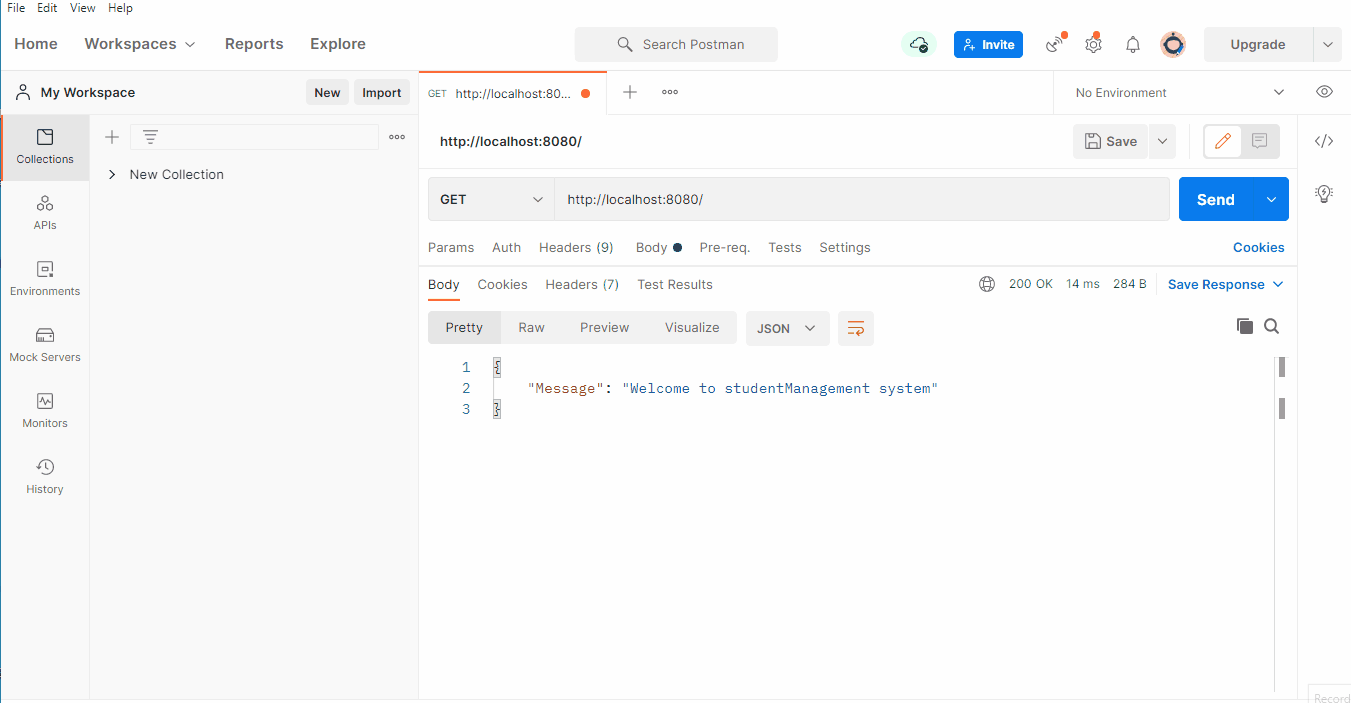 File Edit View Help
Home Workspaces Reports Explore Search Postman Invite Upgrade
My Workspace New Import GET http://localhost:80... No Environment
Collections
http://localhost:8080/ Save
New Collection
GET http://localhost:8080/ Send
APIs
Params Auth Headers (9) Body Pre-req. Tests Settings Cookies
Environments
Body Cookies Headers (7) Test Results 200 OK 14 ms 284 B Save Response
Pretty Raw Preview Visualize JSON
Mock Servers
1 {
2 "Message": "Welcome to studentManagement system"
3 }
Monitors
History
Record